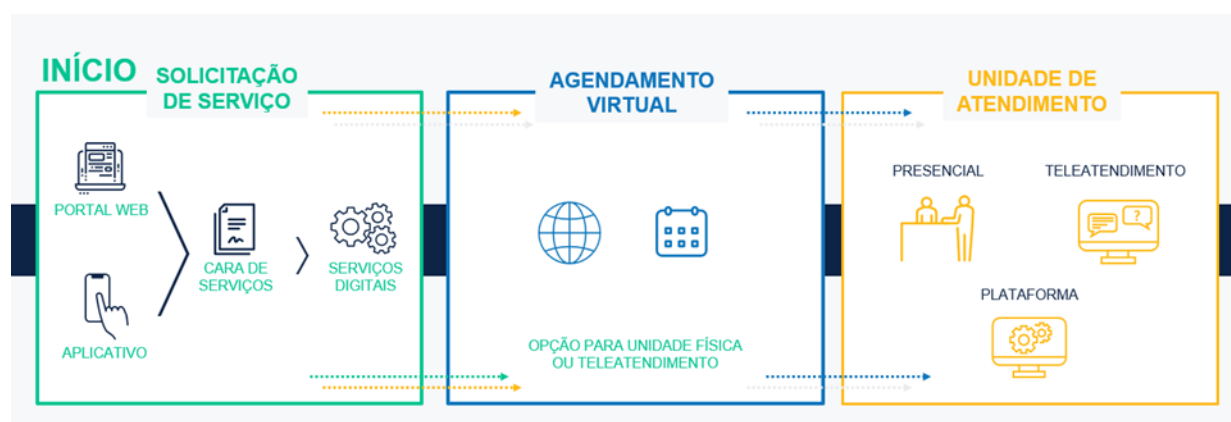 INÍCIO
SOLICITAÇÃO
DE SERVIÇO
PORTAL WEB
APLICATIVO
CARA DE
SERVIÇOS
SERVIÇOS
DIGITAIS
AGENDAMENTO
VIRTUAL
OPÇÃO PARA UNIDADE FÍSICA
OU TELEATENDIMENTO
UNIDADE DE
ATENDIMENTO
PRESENCIAL
TELEATENDIMENTO
?
PLATAFORMA